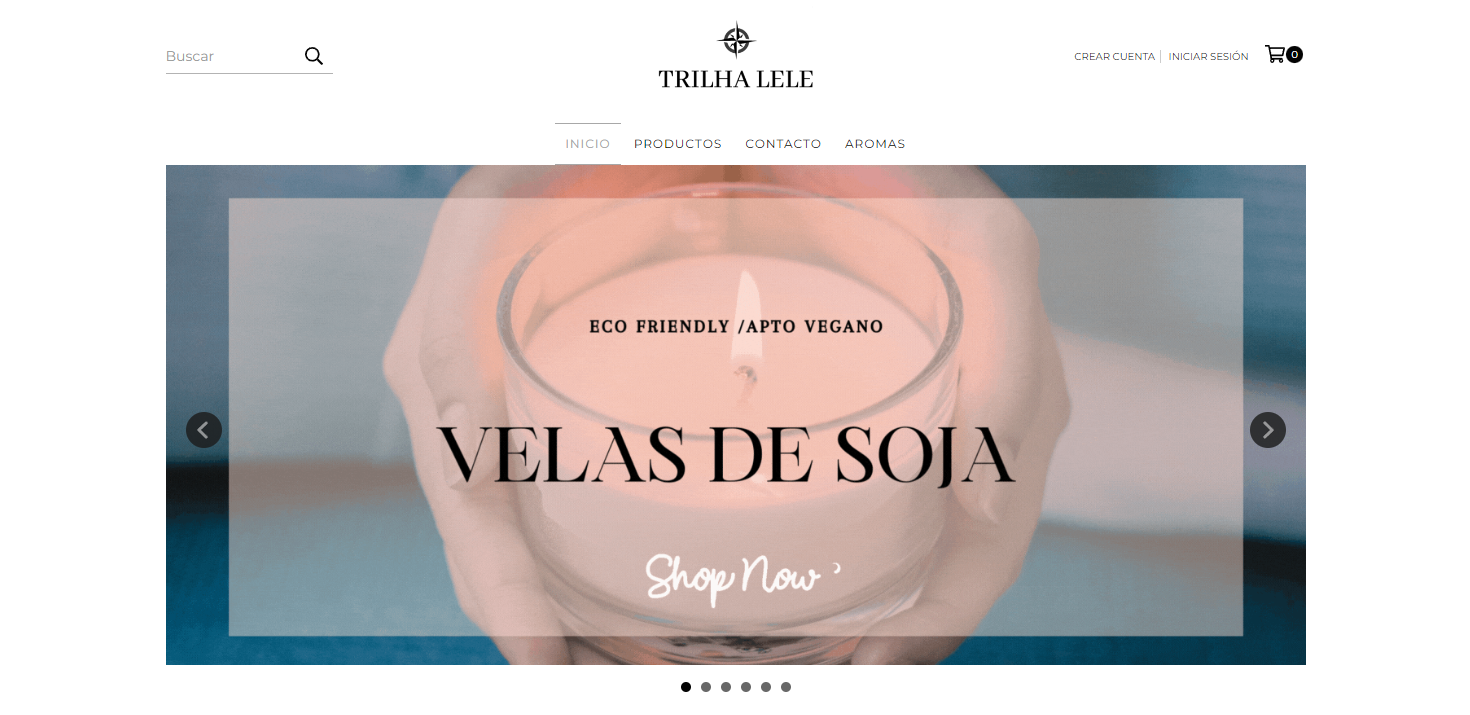 Buscar
TRILHA LELE
CREAR CUENTA | INICIAR SESIÓN
0
INICIO PRODUCTOS CONTACTO AROMAS
ECO FRIENDLY /APTO VEGANO
VELAS DE SOJA
Shop Now